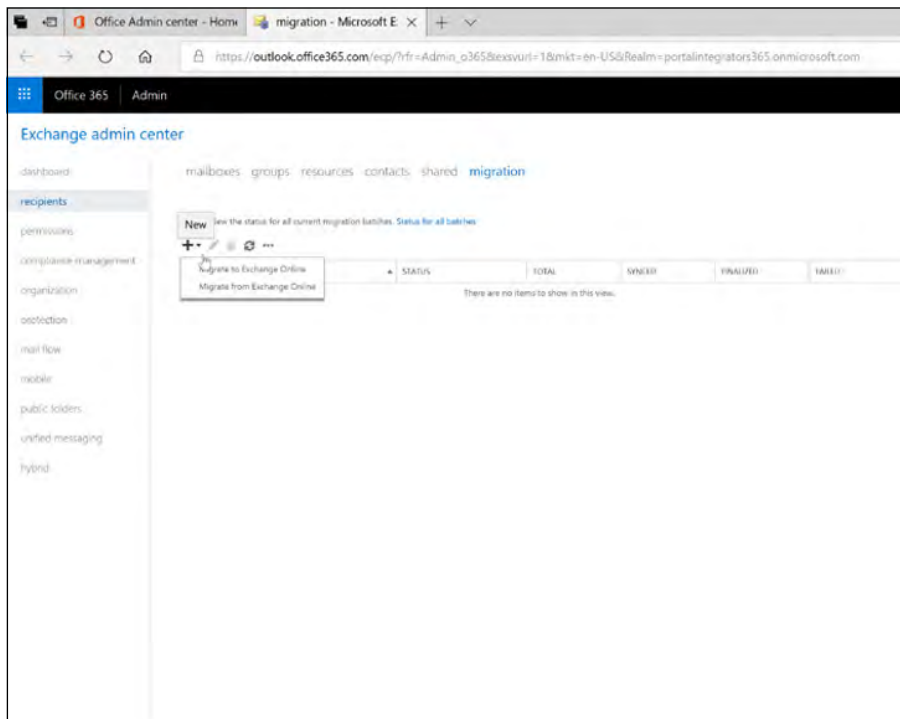 Office Admin center - Home
migration - Microsoft E
https://outlook.office365.com/ecp/?rfr=Admin_o365&exsvurl=1&mkt=en-US&Realm=portalintegrators365.onmicrosoft.com
Office 365 Admin
Exchange admin center
dashboard
mailboxes groups resources contacts shared migration
recipients
New
the status for all current migration batches. Status for all batches
permissions
compliance management
Migrate to Exchange Online
STATUS TOTAL SYNCED FINALIZED FAILED
Migrate from Exchange Online
There are no items to show in this view.
organization
protection
mail flow
mobile
public folders
unified messaging
hybrid